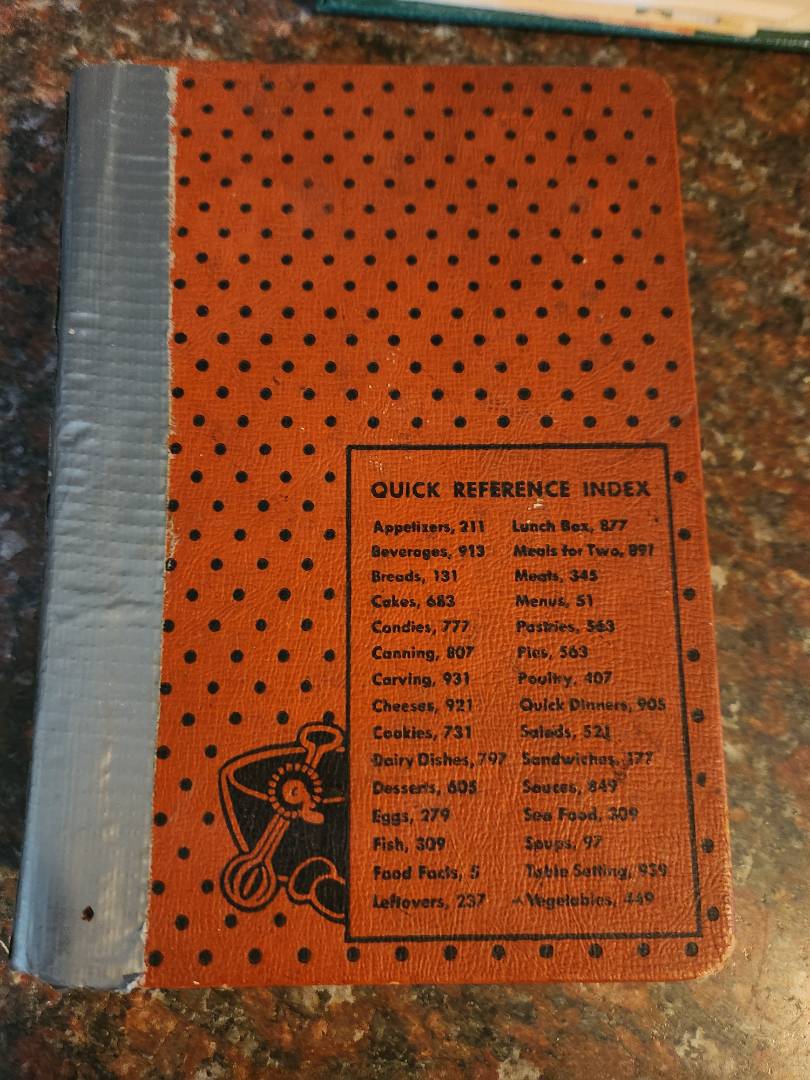 QUICK REFERENCE INDEX
Appetizers, 211
Beverages, 913
Breads, 131
Cakes, 683
Candies, 777
Canning, 807
Carving, 931
Cheeses, 921
Cookies, 731
Dairy Dishes, 797
Desserts, 605
Eggs, 279
Fish, 309
Food Facts, 5
Leftovers, 237
Lunch Box, 877
Meals for Two, 891
Meats, 345
Menus, 51
Pastries, 563
Pies, 563
Poultry, 407
Quick Dinners, 905
Salads, 521
Sandwiches, 177
Sauces, 849
Sea Food, 309
Soups, 97
Table Setting, 939
Vegetables, 449